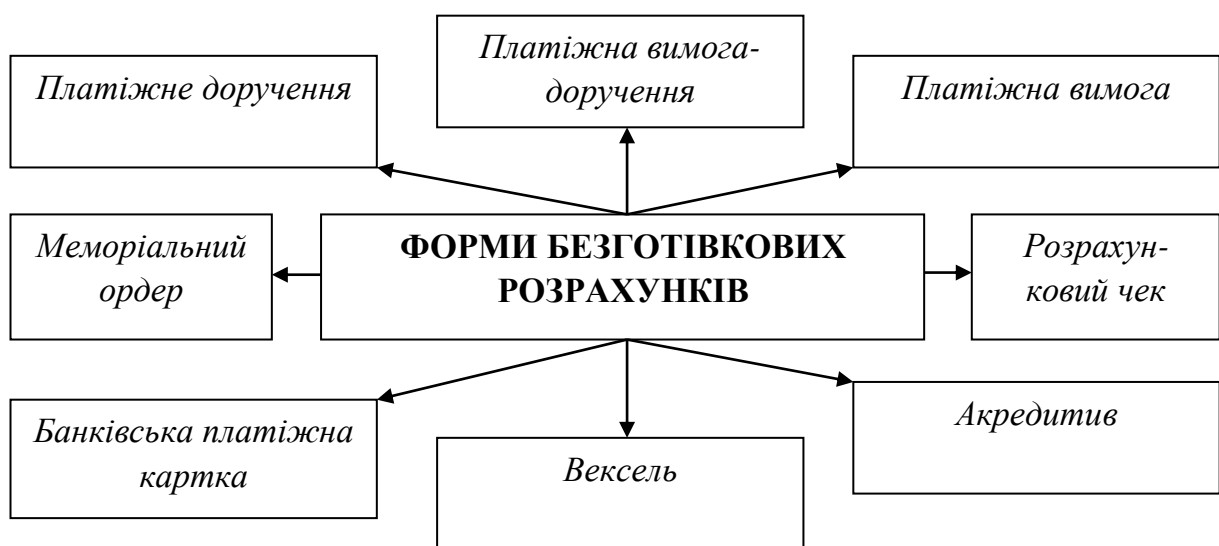 Платіжна вимога-
доручення
Платіжне доручення
Платіжна вимога
Меморіальний
ордер
ФОРМИ БЕЗГОТІВКОВИХ
РОЗРАХУНКІВ
Розрахун-
ковий чек
Банківська платіжна
картка
Вексель
Акредитив